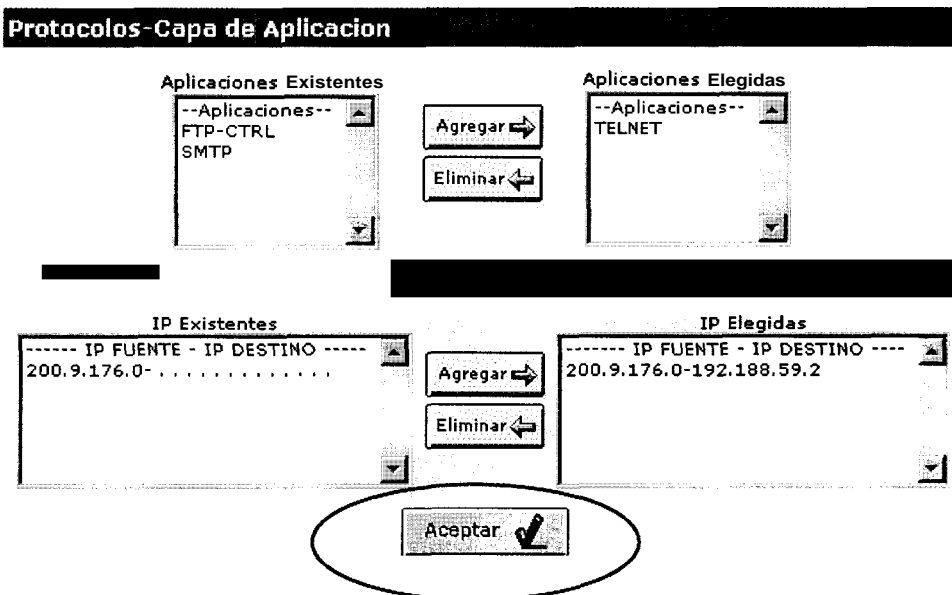 Protocolos-Capa de Aplicacion
Aplicaciones Existentes
--Aplicaciones--
FTP-CTRL
SMTP
Agregar
Eliminar
Aplicaciones Elegidas
--Aplicaciones--
TELNET
IP Existentes
------ IP FUENTE - IP DESTINO -----
200.9.176.0- . . . . . . . . . . . . .
Agregar
Eliminar
IP Elegidas
------- IP FUENTE - IP DESTINO ----
200.9.176.0-192.188.59.2
Aceptar